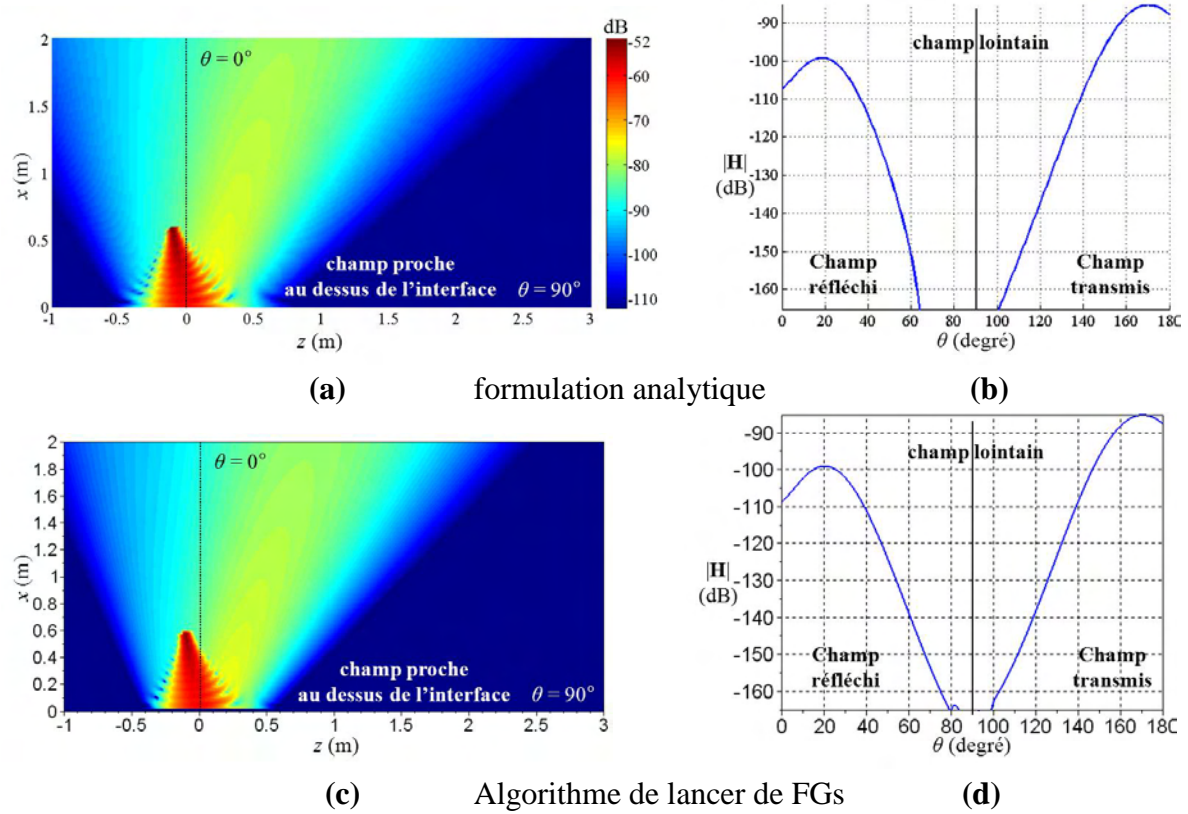 dB
-52
-60
-70
-80
-90
-100
-110
θ = 0°
2
1.5
1
0.5
0
x (m)
champ proche
au dessus de l'interface θ = 90°
-1 -0.5 0 0.5 1 1.5 2 2.5 3
z (m)
-90
-100
-110
-120
-130
-140
-150
-160
|H|
(dB)
champ lointain
Champ
réfléchi
Champ
transmis
0 20 40 60 80 100 120 140 160 180
θ (degré)
(a) formulation analytique (b)
θ = 0°
2
1.8
1.6
1.4
1.2
1
0.8
0.6
0.4
0.2
0
x (m)
champ proche
au dessus de l'interface θ = 90°
-1 -0.5 0 0.5 1 1.5 2 2.5 3
z (m)
-90
-100
-110
-120
-130
-140
-150
-160
|H|
(dB)
champ lointain
Champ
réfléchi
Champ
transmis
0 20 40 60 80 100 120 140 160 180
θ (degré)
(c) Algorithme de lancer de FGs (d)